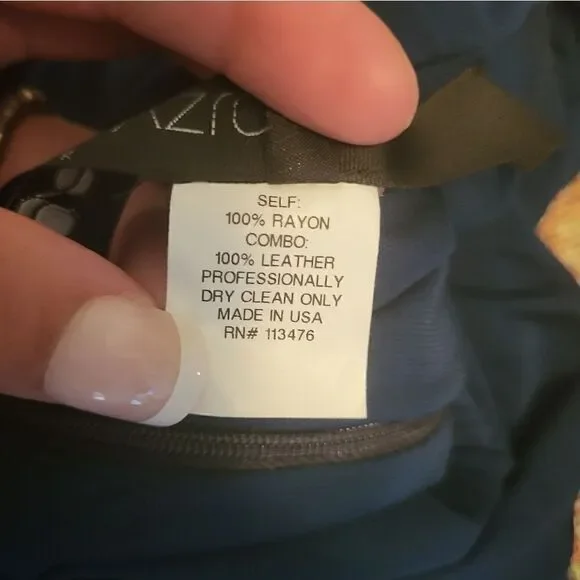 SELF:
100% RAYON
COMBO:
100% LEATHER
PROFESSIONALLY
DRY CLEAN ONLY
MADE IN USA
RN# 113476